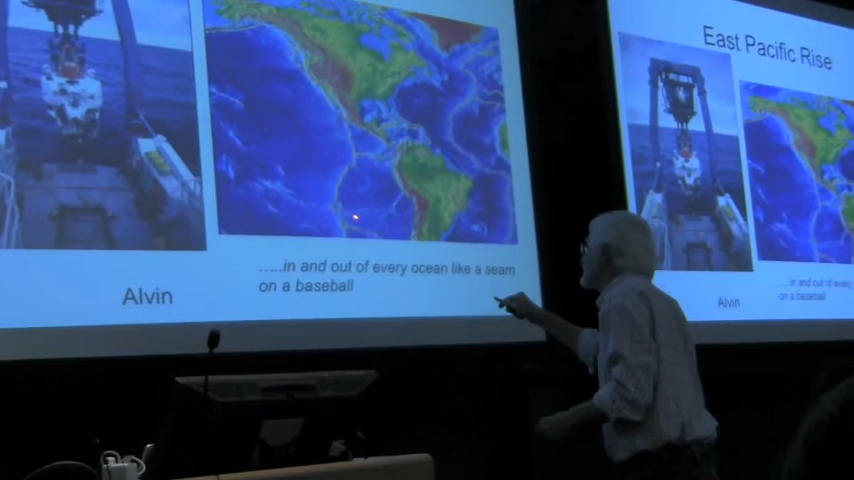 …..in and out of every ocean like a seam
on a baseball
Alvin
East Pacific Rise
…..in and out of every
on a baseball
Alvin